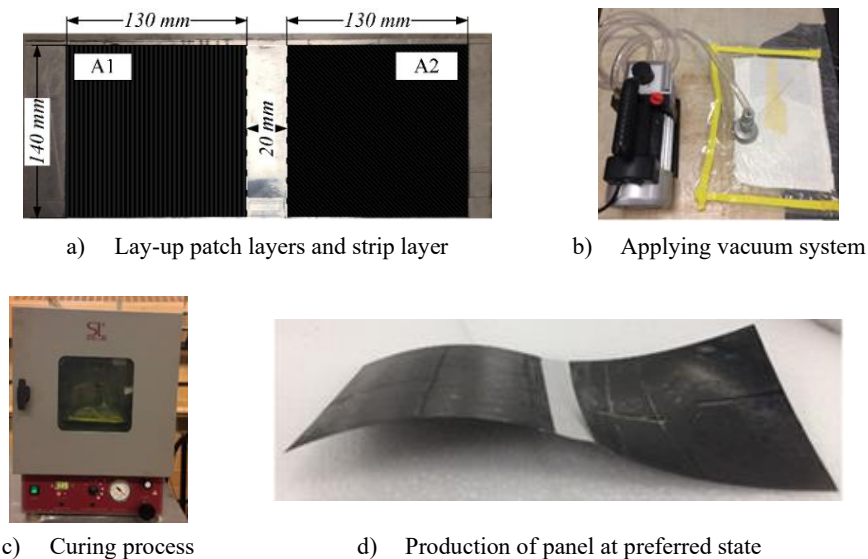 130 mm 130 mm
A1 A2
140 mm
20 mm
a) Lay-up patch layers and strip layer
b) Applying vacuum system
c) Curing process
d) Production of panel at preferred state